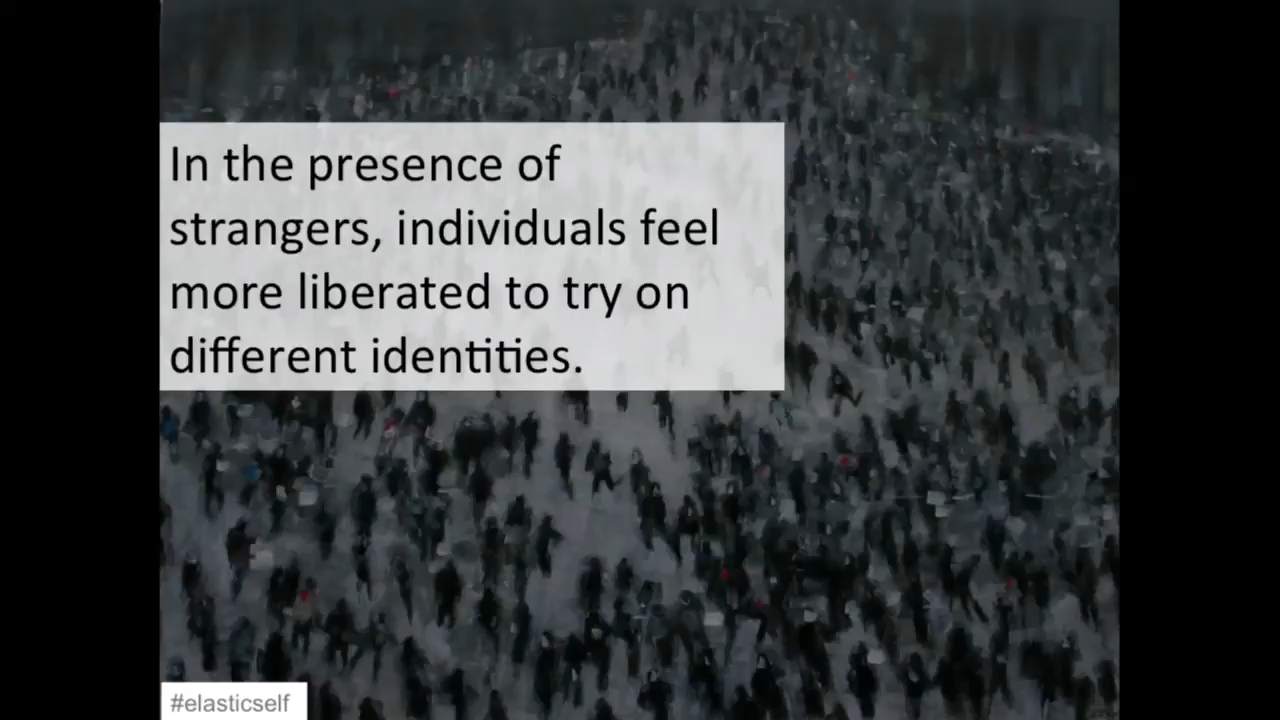 In the presence of
strangers, individuals feel
more liberated to try on
different identities.
#elasticself